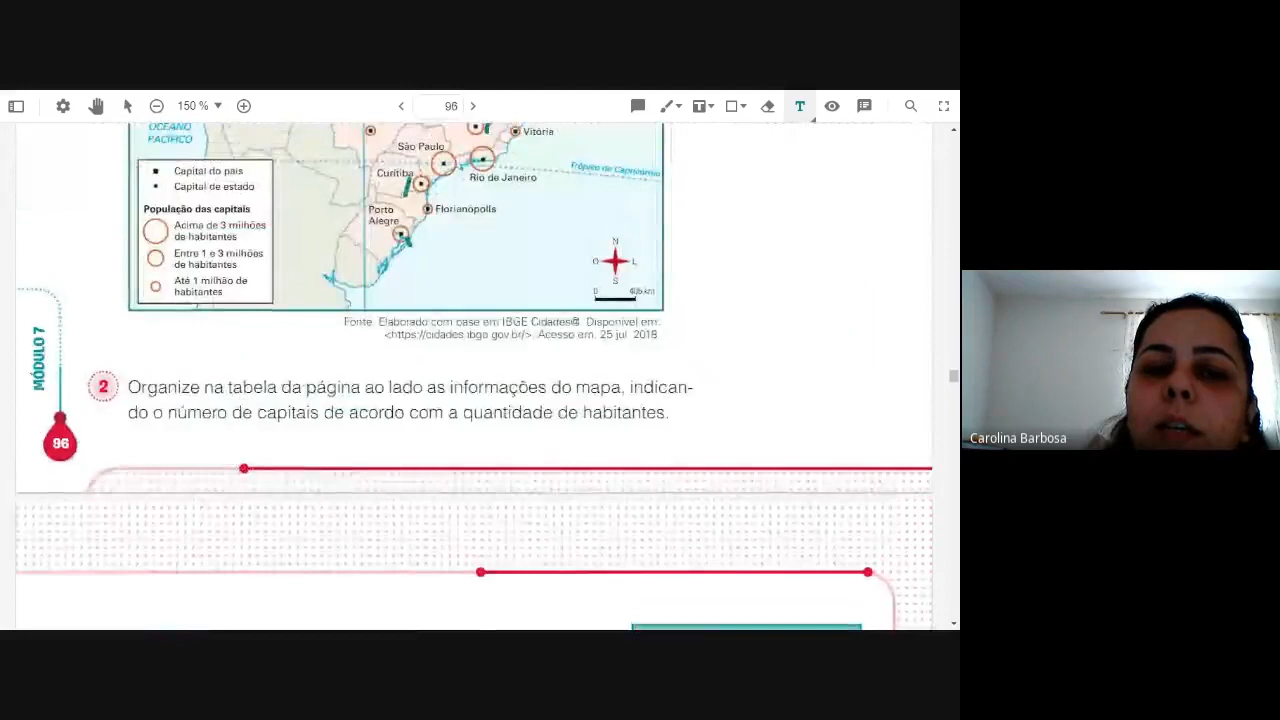 150 %
96
OCEANO
PACÍFICO
Vitória
São Paulo
Trópico de Capricórnio
Capital do país
Curitiba
Rio de Janeiro
Capital de estado
População das capitais
Porto
Alegre
Florianópolis
Acima de 3 milhões
de habitantes
Entre 1 e 3 milhões
de habitantes
Até 1 milhão de
habitantes
N
O
L
S
0
405 km
Fonte: Elaborado com base em IBGE Cidades@. Disponível em:
<https://cidades.ibge.gov.br/>. Acesso em: 25 jul. 2018.
MÓDULO 7
2 Organize na tabela da página ao lado as informações do mapa, indican-
do o número de capitais de acordo com a quantidade de habitantes.
96
Carolina Barbosa